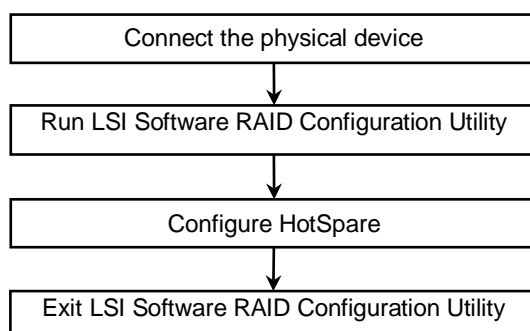 Connect the physical device
Run LSI Software RAID Configuration Utility
Configure HotSpare
Exit LSI Software RAID Configuration Utility